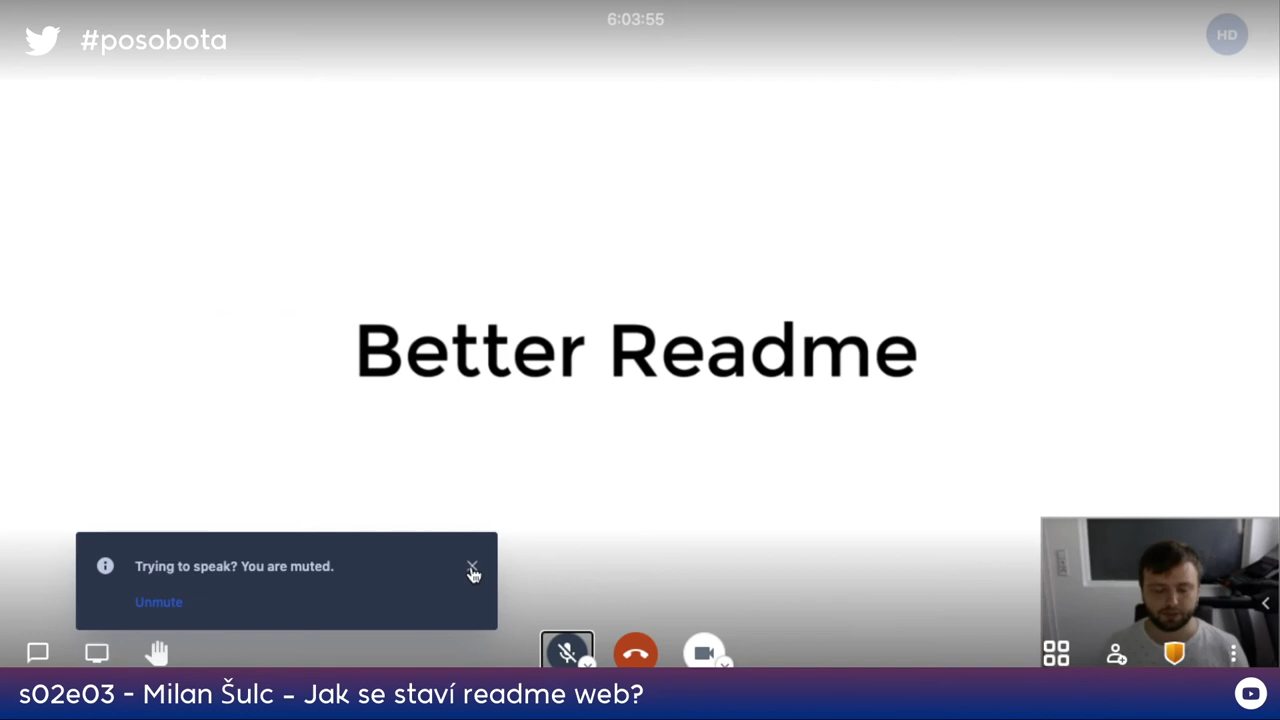 6:03:55
#posobota
HD
Better Readme
Trying to speak? You are muted.
Unmute
s02e03 - Milan Šulc - Jak se staví readme web?